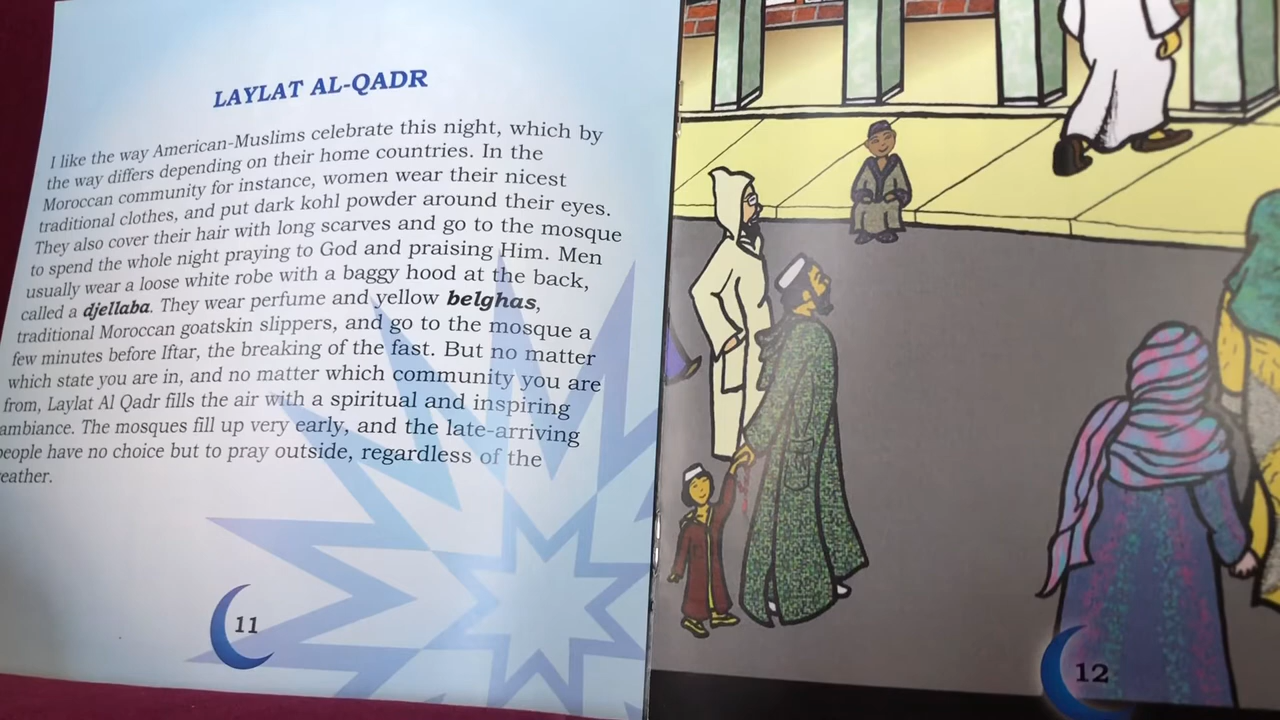 LAYLAT AL-QADR
I like the way American-Muslims celebrate this night, which by
the way differs depending on their home countries. In the
Moroccan community for instance, women wear their nicest
traditional clothes, and put dark kohl powder around their eyes.
They also cover their hair with long scarves and go to the mosque
to spend the whole night praying to God and praising Him. Men
usually wear a loose white robe with a baggy hood at the back,
called a djellaba. They wear perfume and yellow belghas,
traditional Moroccan goatskin slippers, and go to the mosque a
few minutes before Iftar, the breaking of the fast. But no matter
which state you are in, and no matter which community you are
from, Laylat Al Qadr fills the air with a spiritual and inspiring
ambiance. The mosques fill up very early, and the late-arriving
people have no choice but to pray outside, regardless of the
eather.
11
12